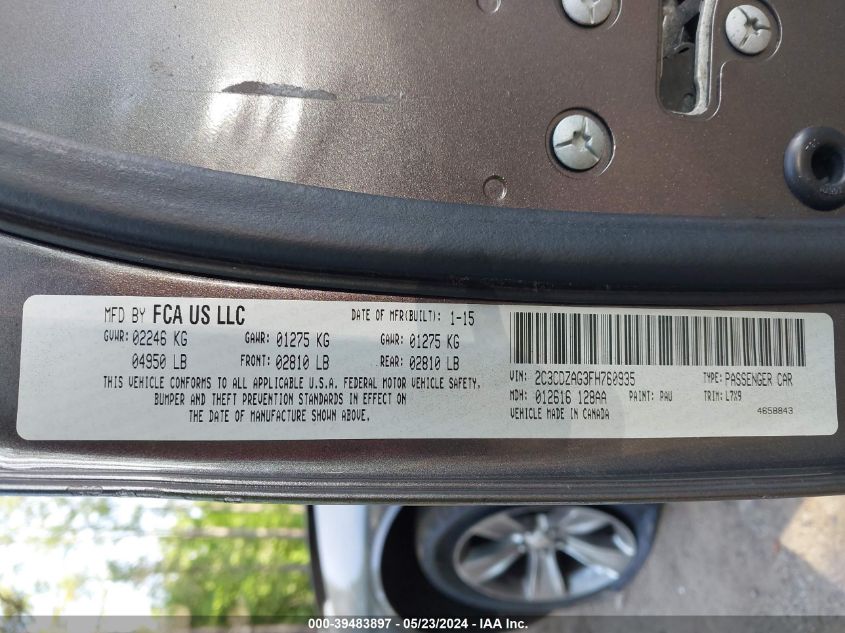 MFD BY FCA US LLC DATE OF MFR(BUILT): 1-15
GVWR: 02246 KG GAWR: 01275 KG GAWR: 01275 KG
04950 LB FRONT: 02810 LB REAR: 02810 LB
THIS VEHICLE CONFORMS TO ALL APPLICABLE U.S.A. FEDERAL MOTOR VEHICLE SAFETY,
BUMPER AND THEFT PREVENTION STANDARDS IN EFFECT ON
THE DATE OF MANUFACTURE SHOWN ABOVE.
VIN: 2C3CDZAG3FH760935 TYPE: PASSENGER CAR
MDH: 012616 128AA PAINT: PAU TRIM: L7X9
VEHICLE MADE IN CANADA 4658843
000-39483897 - 05/23/2024 - IAA Inc.